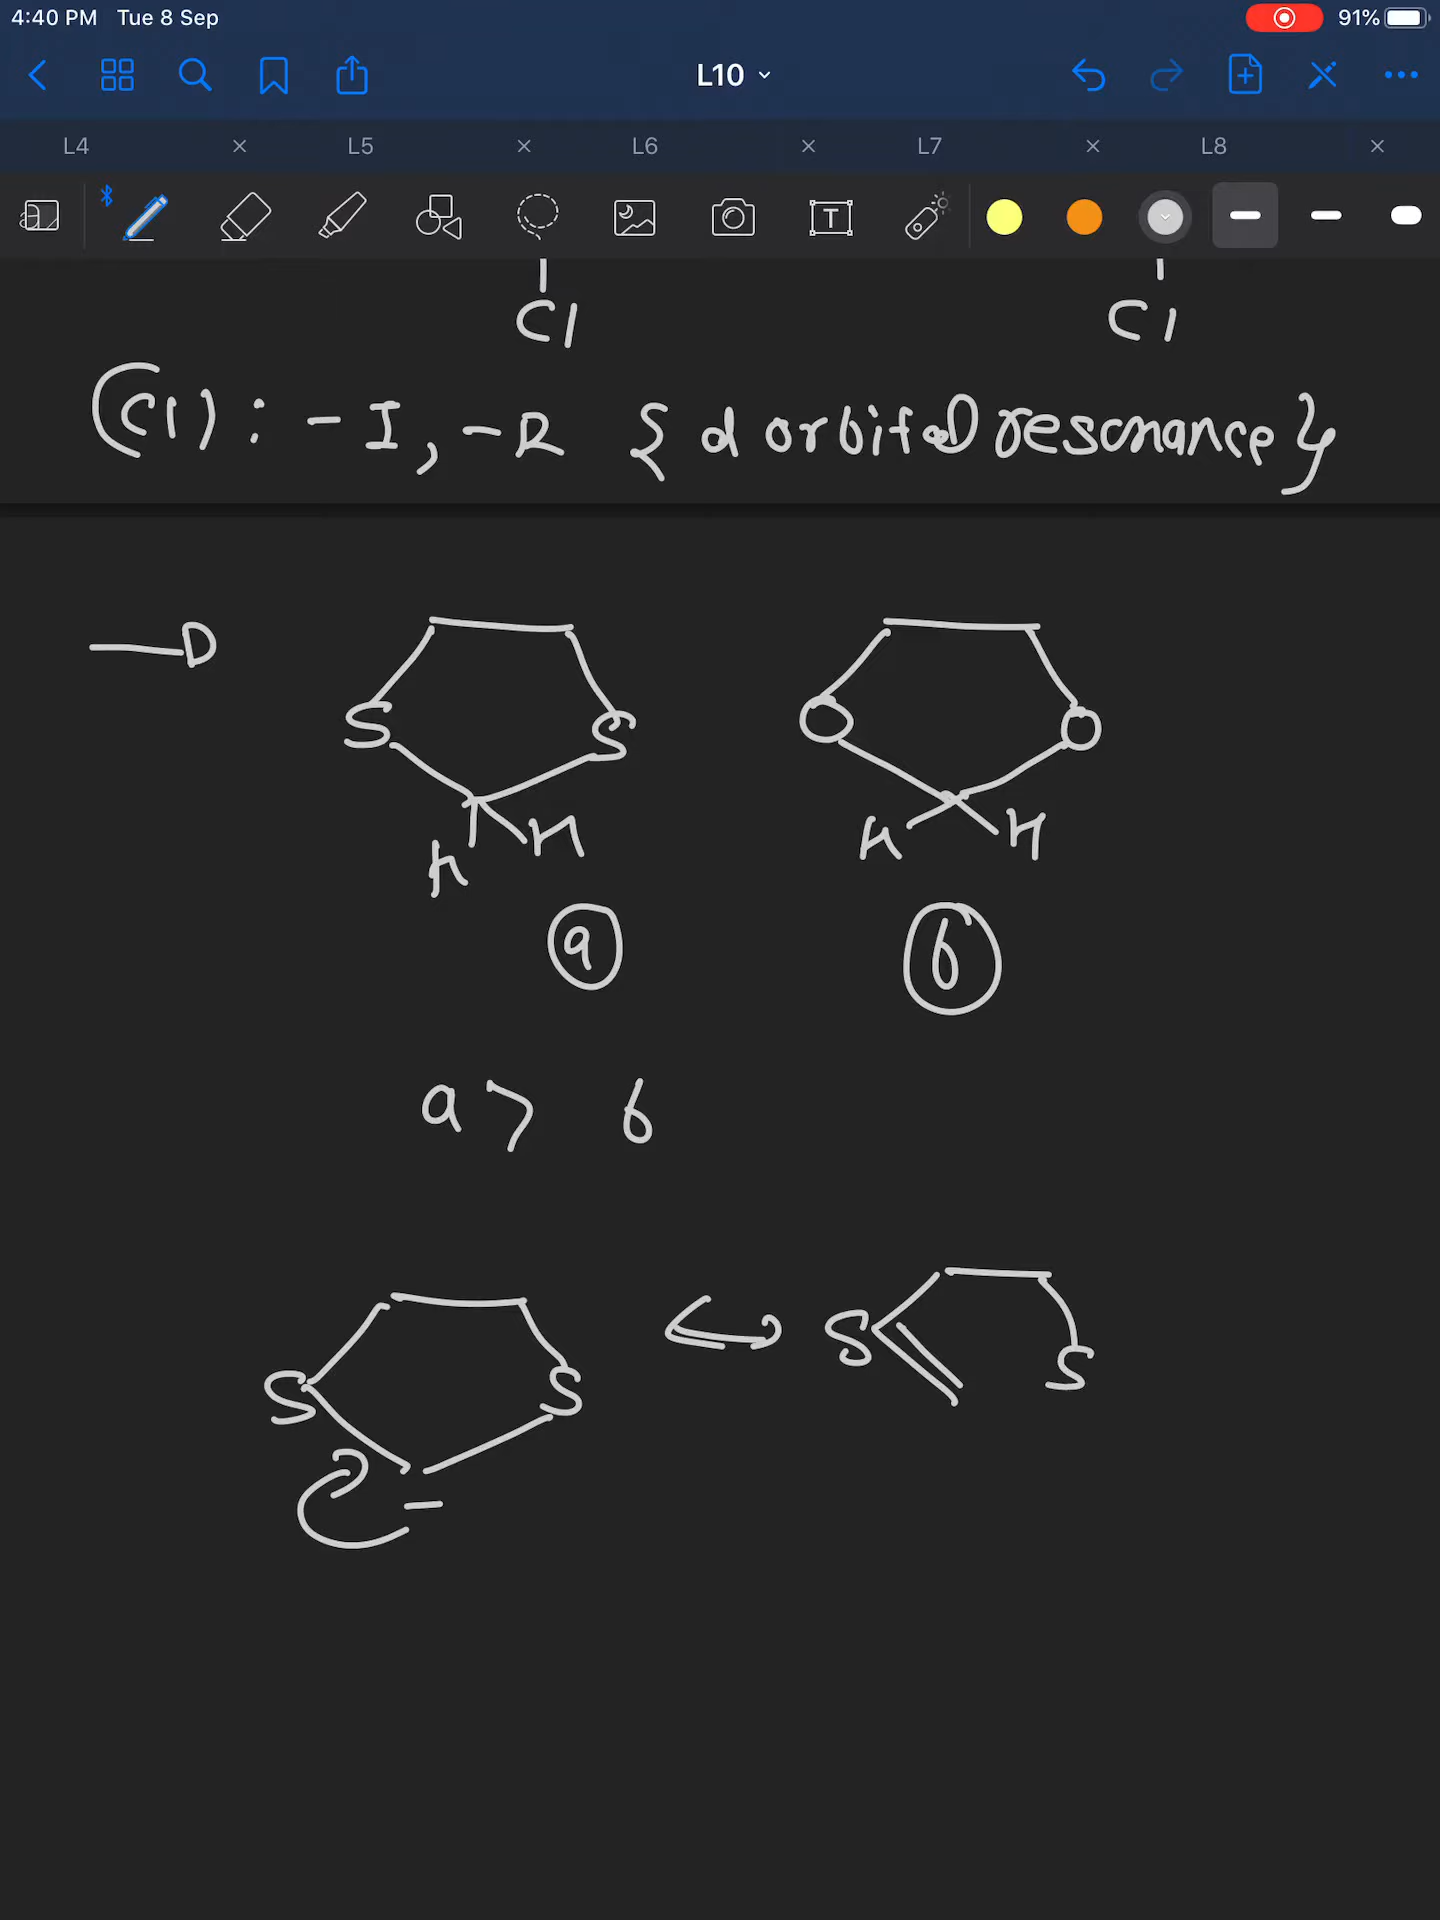 4:40 PM Tue 8 Sep 91%
L10
L4 L5 L6 L7 L8
T
Cl Cl
(Cl) : -I, -R { d orbital resonance }
S S O O
H H H H
a b
a > b
S S S S
-